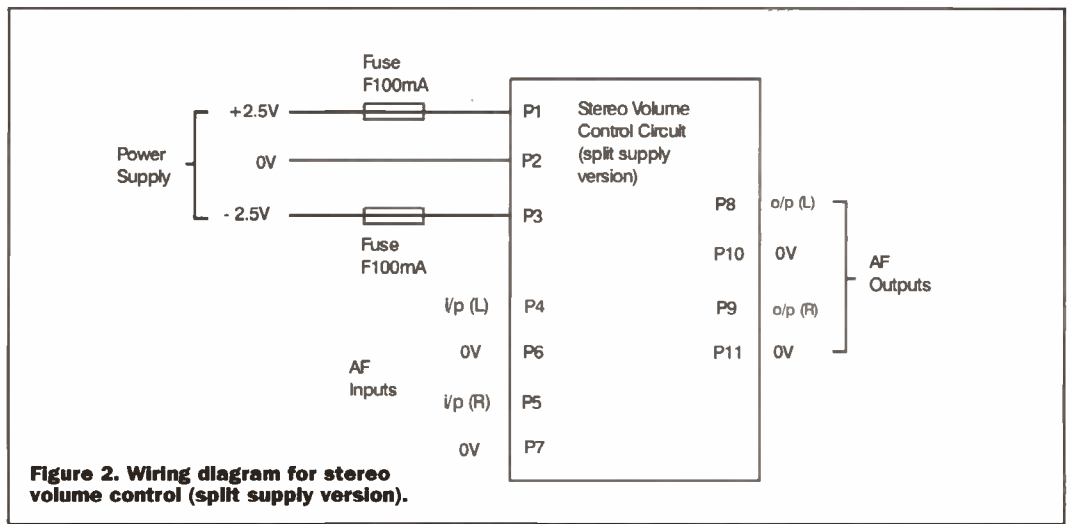 Fuse
F100mA
+2.5V
P1
Stereo Volume
Control Circuit
(split supply
version)
Power
Supply
0V
P2
- 2.5V
P3
Fuse
F100mA
P8
o/p (L)
P10
0V
AF
Outputs
P9
o/p (R)
P11
0V
i/p (L)
P4
0V
P6
AF
Inputs
i/p (R)
P5
0V
P7
Figure 2. Wiring diagram for stereo
volume control (split supply version).